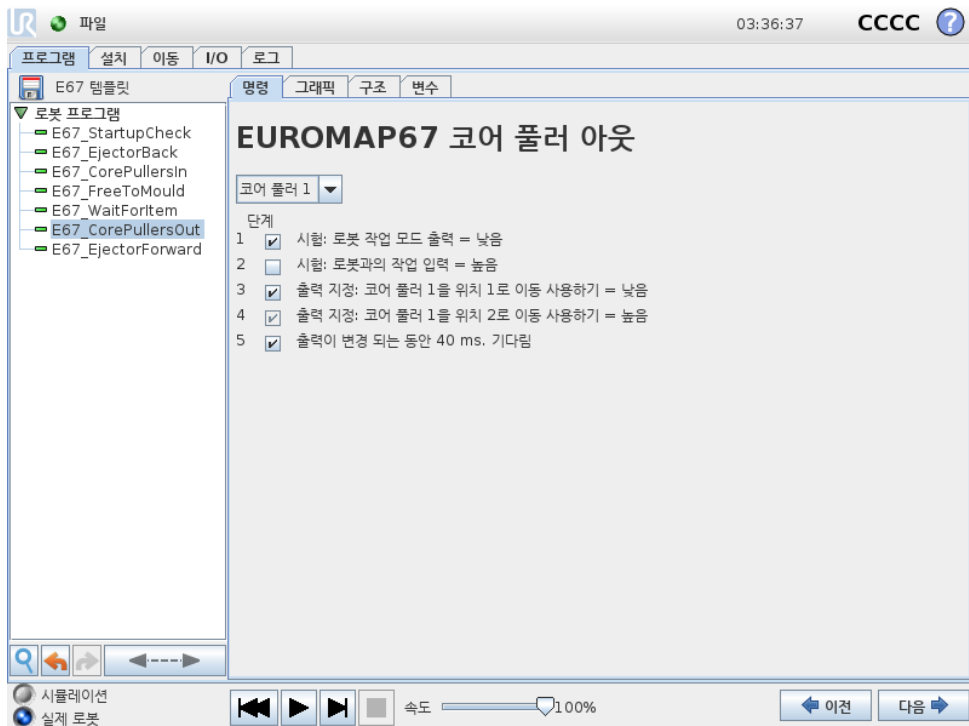 UR 파일 03:36:37 CCCC ?
프로그램 설치 이동 I/O 로그
E67 템플릿
명령 그래픽 구조 변수
로봇 프로그램
E67_StartupCheck
E67_EjectorBack
E67_CorePullersIn
E67_FreeToMould
E67_WaitForItem
E67_CorePullersOut
E67_EjectorForward
EUROMAP67 코어 풀러 아웃
코어 풀러 1
단계
1 시험: 로봇 작업 모드 출력 = 낮음
2 시험: 로봇과의 작업 입력 = 높음
3 출력 지정: 코어 풀러 1을 위치 1로 이동 사용하기 = 낮음
4 출력 지정: 코어 풀러 1을 위치 2로 이동 사용하기 = 높음
5 출력이 변경 되는 동안 40 ms. 기다림
시뮬레이션
실제 로봇
속도 100%
이전 다음